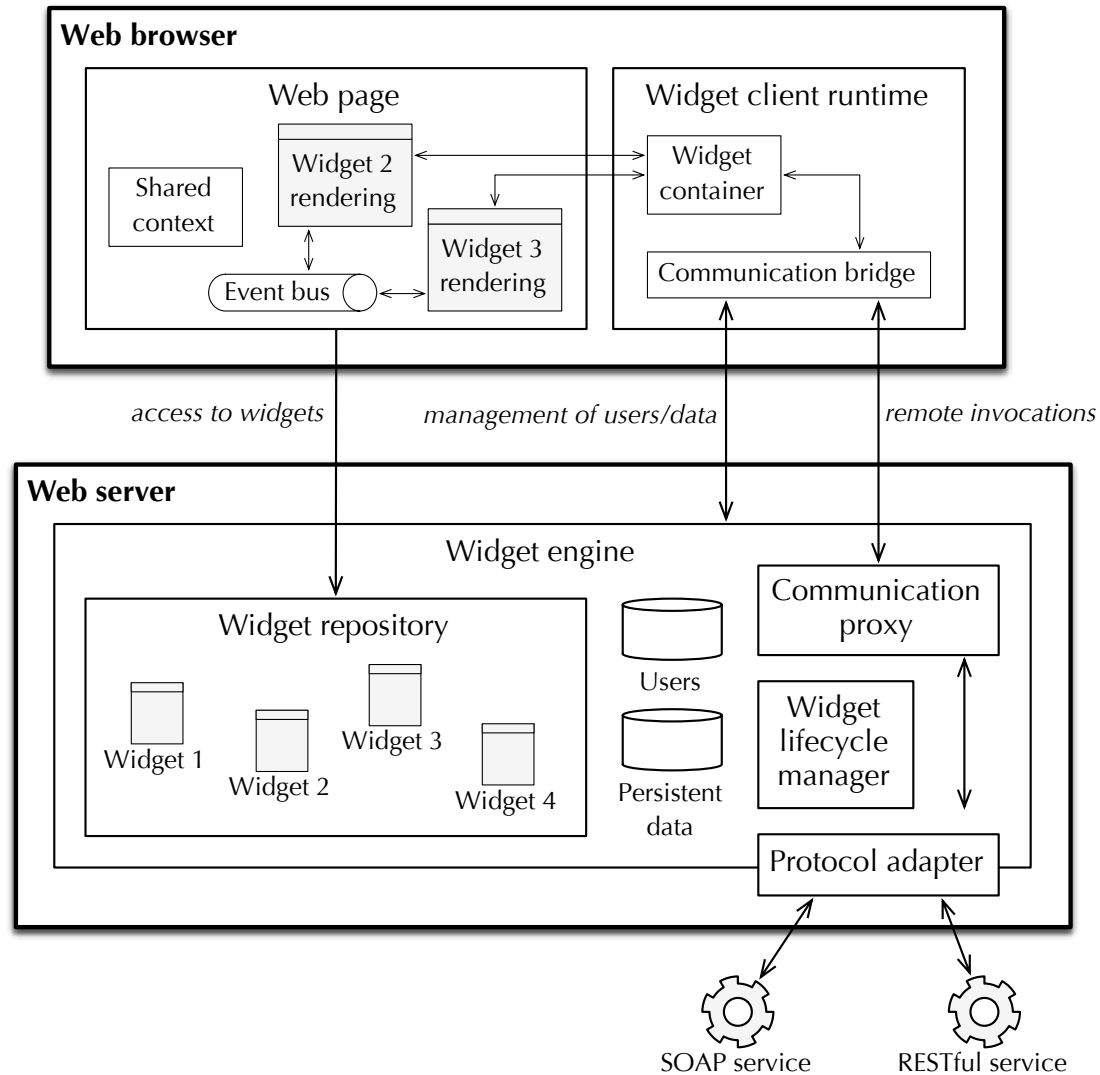 Web browser
Web page
Widget client runtime
Widget 2
rendering
Widget
container
Shared
context
Widget 3
rendering
Event bus
Communication bridge
access to widgets
management of users/data
remote invocations
Web server
Widget engine
Communication
proxy
Widget repository
Users
Widget 1
Widget 2
Widget 3
Widget 4
Widget
lifecycle
manager
Persistent
data
Protocol adapter
SOAP service
RESTful service